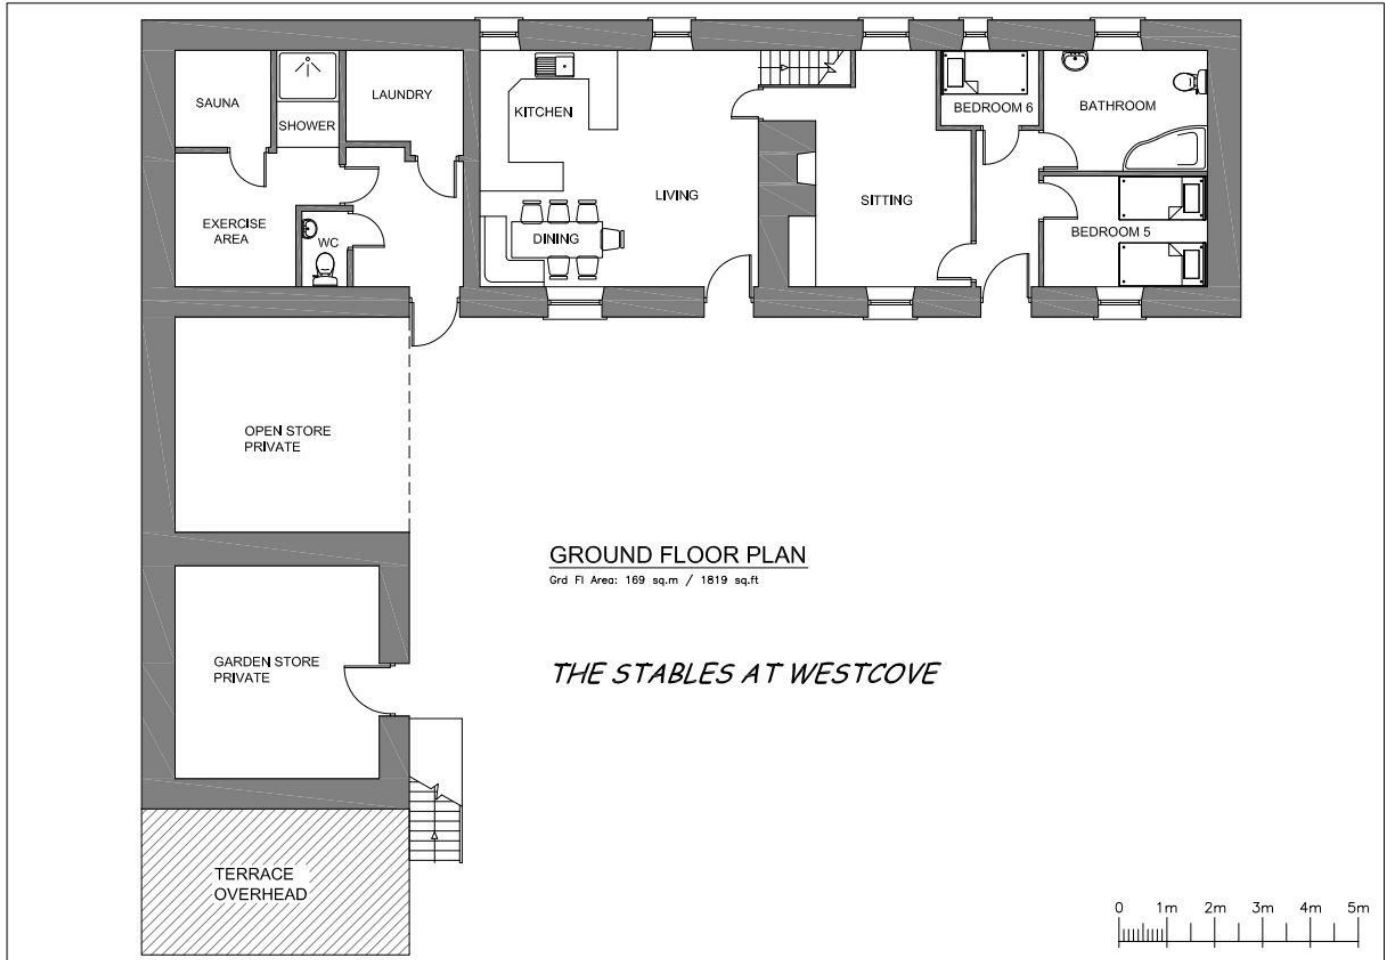 SAUNA
SHOWER
LAUNDRY
KITCHEN
BEDROOM 6
BATHROOM
EXERCISE
AREA
WC
DINING
LIVING
SITTING
BEDROOM 5
OPEN STORE
PRIVATE
GROUND FLOOR PLAN
Grd Fl Area: 169 sq.m / 1819 sq.ft
GARDEN STORE
PRIVATE
THE STABLES AT WESTCOVE
TERRACE
OVERHEAD
0 1m 2m 3m 4m 5m